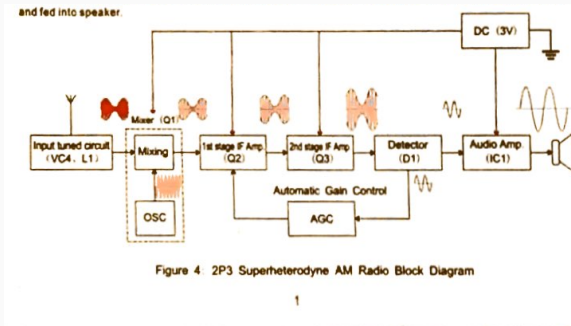 and fed into speaker.
DC (3V)
Mixer (Q1)
Input tuned circuit
(VC4, L1)
Mixing
1st stage IF Amp.
(Q2)
2nd stage IF Amp.
(Q3)
Detector
(D1)
Audio Amp.
(IC1)
Automatic Gain Control
OSC
AGC
Figure 4 2P3 Superheterodyne AM Radio Block Diagram
1